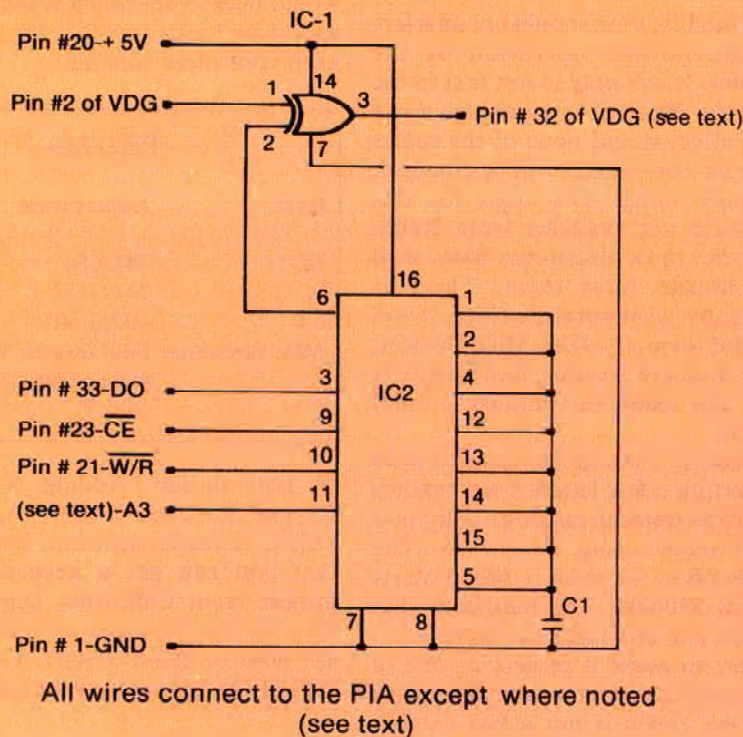 IC-1
Pin #20-+ 5V
14
1
Pin #2 of VDG
3
Pin # 32 of VDG (see text)
2
7
16
6
1
2
Pin # 33-DO
3
IC2
4
Pin #23-CE
9
12
Pin # 21-W/R
10
13
(see text)-A3
11
14
15
5
C1
7
8
Pin # 1-GND
All wires connect to the PIA except where noted
(see text)